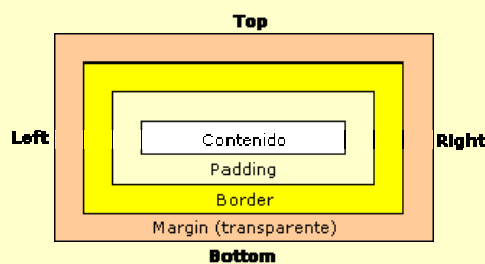 Top
Left
Contenido
Right
Padding
Border
Margin (transparente)
Bottom